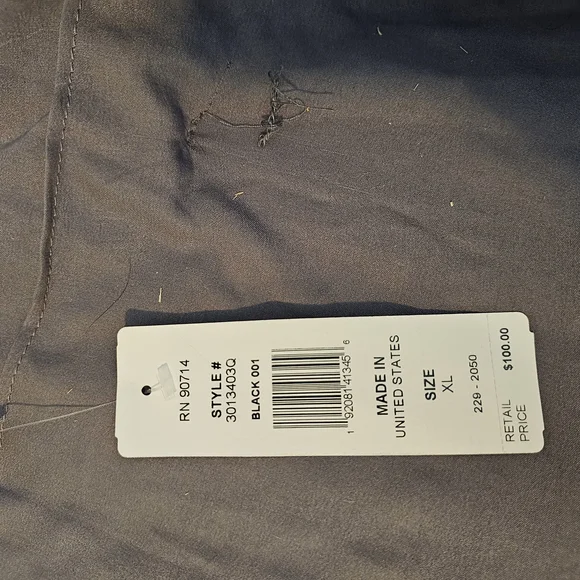 RN 90714
STYLE #
3013403Q
BLACK 001
1 92081 41345 6
MADE IN
UNITED STATES
SIZE
XL
229 - 2050
RETAIL
PRICE $100.00